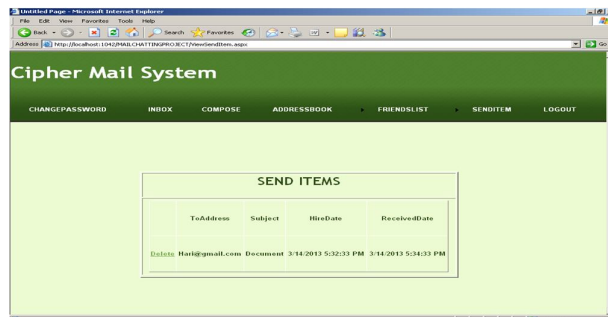 Untitled Page - Microsoft Internet Explorer
File Edit View Favorites Tools Help
Back Search Favorites
Address http://localhost:1042/MAILCHATTINGPROJECT/ViewSendItem.aspx Go
Cipher Mail System
CHANGEPASSWORD INBOX COMPOSE ADDRESSBOOK FRIENDSLIST SENDITEM LOGOUT
SEND ITEMS
ToAddress Subject HireDate ReceivedDate
Delete Hari@gmail.com Document 3/14/2013 5:32:33 PM 3/14/2013 5:34:33 PM